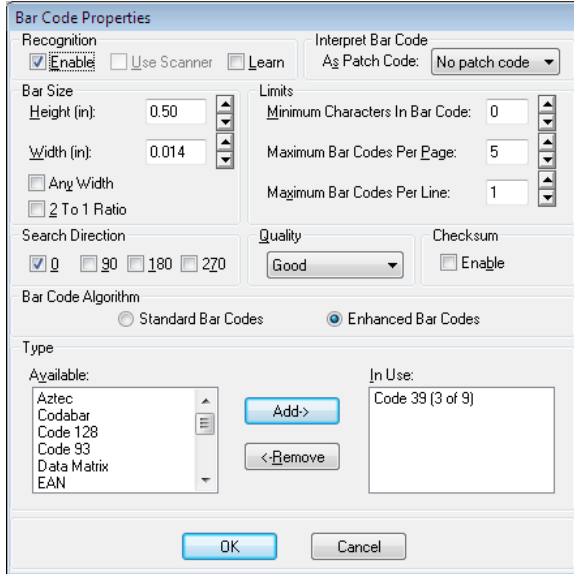 Bar Code Properties
Recognition
Enable Use Scanner Learn
Interpret Bar Code
As Patch Code: No patch code
Bar Size
Height (in): 0.50
Width (in): 0.014
Any Width
2 To 1 Ratio
Limits
Minimum Characters In Bar Code: 0
Maximum Bar Codes Per Page: 5
Maximum Bar Codes Per Line: 1
Search Direction
0 90 180 270
Quality
Good
Checksum
Enable
Bar Code Algorithm
Standard Bar Codes Enhanced Bar Codes
Type
Available:
Aztec
Codabar
Code 128
Code 93
Data Matrix
EAN
Add->
<-Remove
In Use:
Code 39 (3 of 9)
OK Cancel